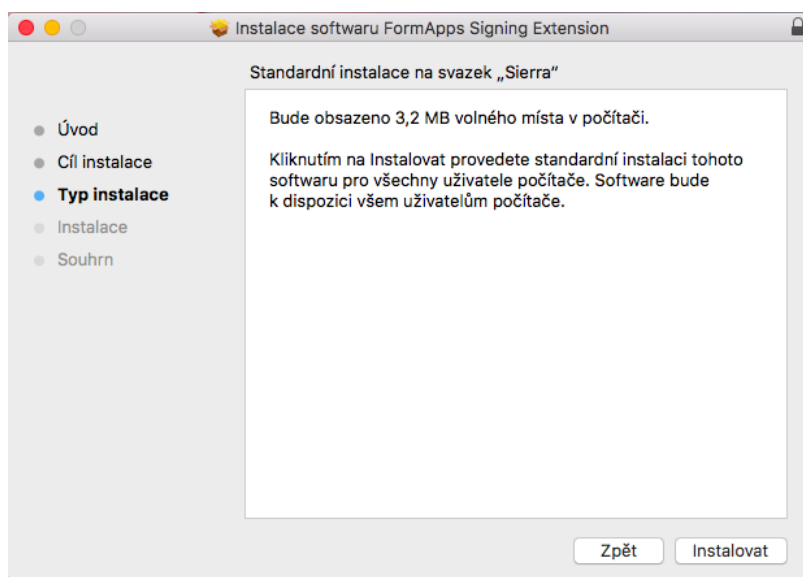 Instalace softwaru FormApps Signing Extension
Standardní instalace na svazek „Sierra“
Úvod
Cíl instalace
Typ instalace
Instalace
Souhrn
Bude obsazeno 3,2 MB volného místa v počítači.
Kliknutím na Instalovat provedete standardní instalaci tohoto
softwaru pro všechny uživatele počítače. Software bude
k dispozici všem uživatelům počítače.
Zpět
Instalovat